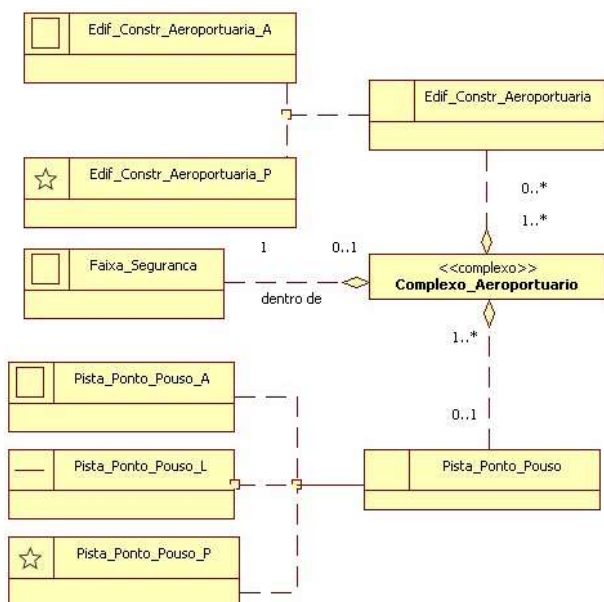 Edif_Constr_Aeroportuaria_A
Edif_Constr_Aeroportuaria
Edif_Constr_Aeroportuaria_P
0..*
1..*
1
0..1
Faixa_Seguranca
dentro de
<<complexo>>
Complexo_Aeroportuario
1..*
Pista_Ponto_Pouso_A
0..1
Pista_Ponto_Pouso_L
Pista_Ponto_Pouso
Pista_Ponto_Pouso_P